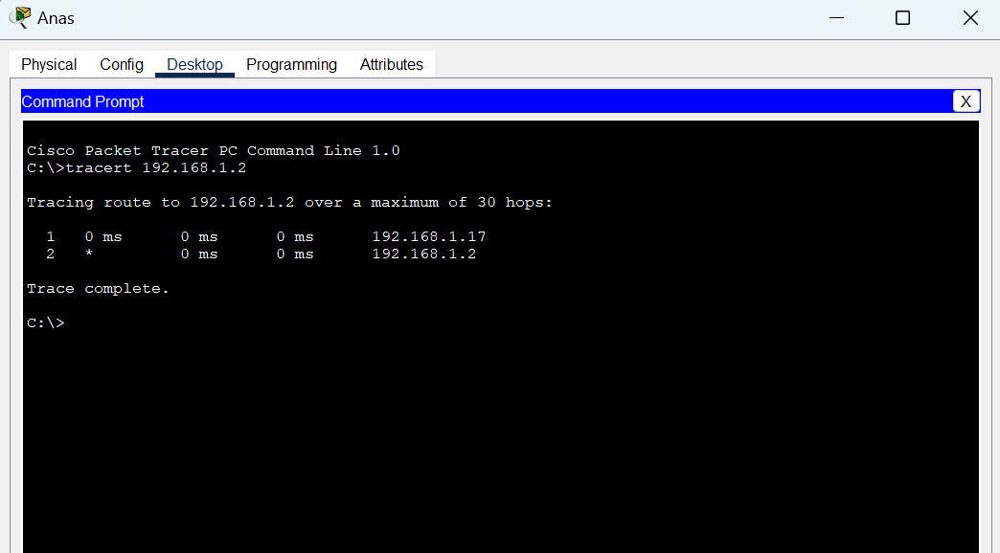 Anas
Physical Config Desktop Programming Attributes
Command Prompt X
Cisco Packet Tracer PC Command Line 1.0
C:\>tracert 192.168.1.2
Tracing route to 192.168.1.2 over a maximum of 30 hops:
1 0 ms 0 ms 0 ms 192.168.1.17
2 * 0 ms 0 ms 192.168.1.2
Trace complete.
C:\>